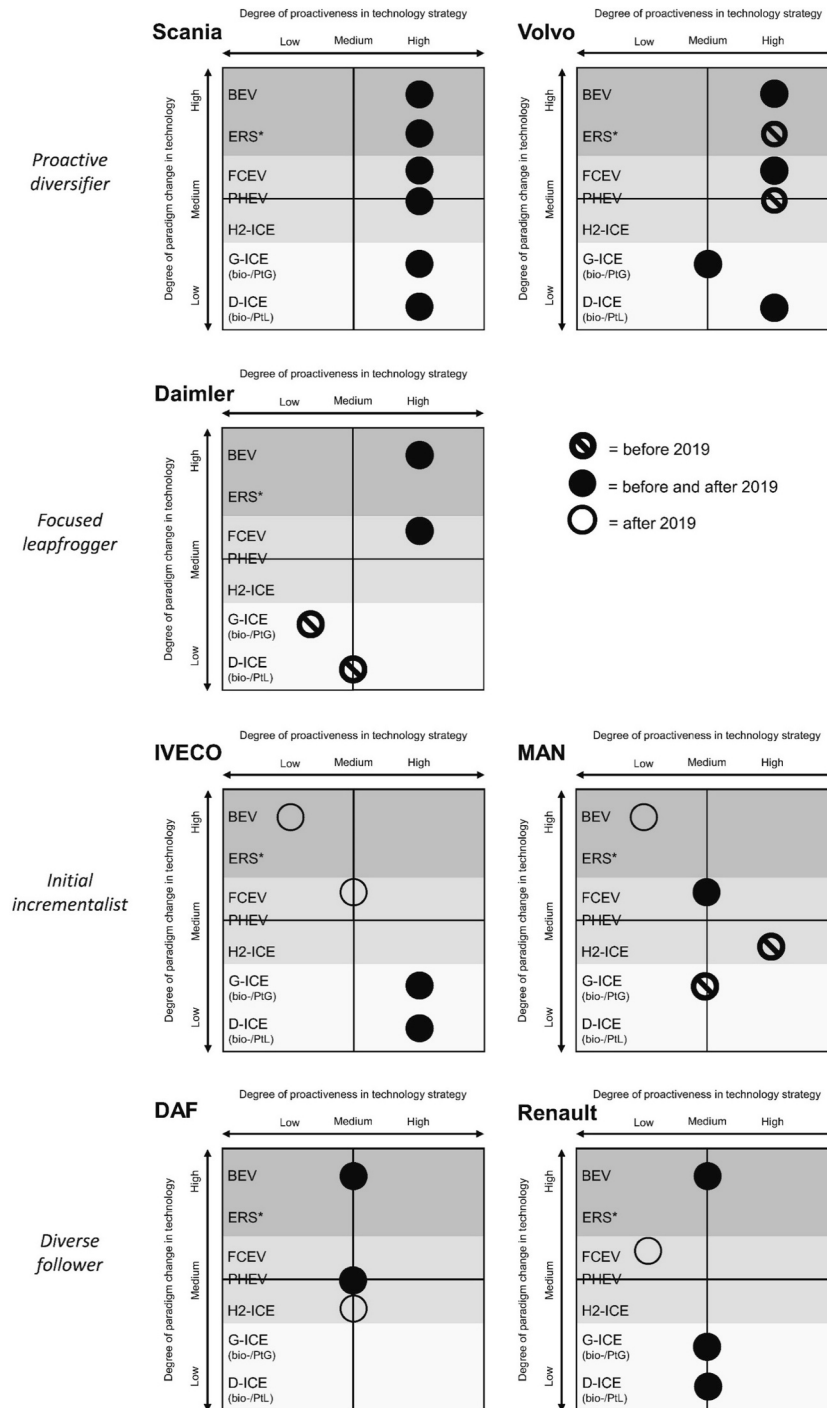 Degree of proactiveness in technology strategy
Scania
Low Medium High
Degree of paradigm change in technology
High
Medium
Low
BEV
ERS*
FCEV
PHEV
H2-ICE
G-ICE
(bio-/PtG)
D-ICE
(bio-/PtL)
Degree of proactiveness in technology strategy
Volvo
Low Medium High
Degree of paradigm change in technology
High
Medium
Low
BEV
ERS*
FCEV
PHEV
H2-ICE
G-ICE
(bio-/PtG)
D-ICE
(bio-/PtL)
Proactive
diversifier
Degree of proactiveness in technology strategy
Daimler
Low Medium High
Degree of paradigm change in technology
High
Medium
Low
BEV
ERS*
FCEV
PHEV
H2-ICE
G-ICE
(bio-/PtG)
D-ICE
(bio-/PtL)
= before 2019
= before and after 2019
= after 2019
Focused
leapfrogger
Degree of proactiveness in technology strategy
IVECO
Low Medium High
Degree of paradigm change in technology
High
Medium
Low
BEV
ERS*
FCEV
PHEV
H2-ICE
G-ICE
(bio-/PtG)
D-ICE
(bio-/PtL)
Degree of proactiveness in technology strategy
MAN
Low Medium High
Degree of paradigm change in technology
High
Medium
Low
BEV
ERS*
FCEV
PHEV
H2-ICE
G-ICE
(bio-/PtG)
D-ICE
(bio-/PtL)
Initial
incrementalist
Degree of proactiveness in technology strategy
DAF
Low Medium High
Degree of paradigm change in technology
High
Medium
Low
BEV
ERS*
FCEV
PHEV
H2-ICE
G-ICE
(bio-/PtG)
D-ICE
(bio-/PtL)
Degree of proactiveness in technology strategy
Renault
Low Medium High
Degree of paradigm change in technology
High
Medium
Low
BEV
ERS*
FCEV
PHEV
H2-ICE
G-ICE
(bio-/PtG)
D-ICE
(bio-/PtL)
Diverse
follower